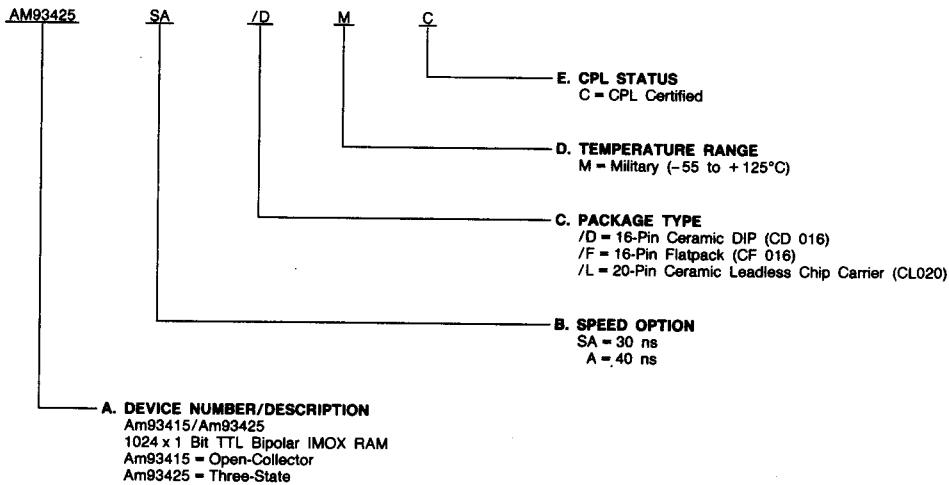 AM93425 SA /D M C
E. CPL STATUS
C = CPL Certified
D. TEMPERATURE RANGE
M = Military (-55 to +125°C)
C. PACKAGE TYPE
/D = 16-Pin Ceramic DIP (CD 016)
/F = 16-Pin Flatpack (CF 016)
/L = 20-Pin Ceramic Leadless Chip Carrier (CL020)
B. SPEED OPTION
SA = 30 ns
A = 40 ns
A. DEVICE NUMBER/DESCRIPTION
Am93415/Am93425
1024 x 1 Bit TTL Bipolar IMOX RAM
Am93415 = Open-Collector
Am93425 = Three-State